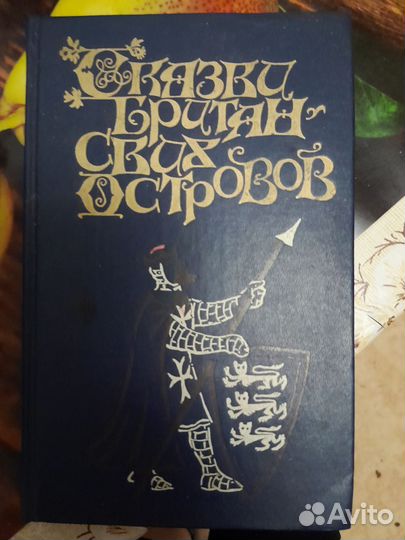 Сказки
Британ-
ских
Островов
Avito